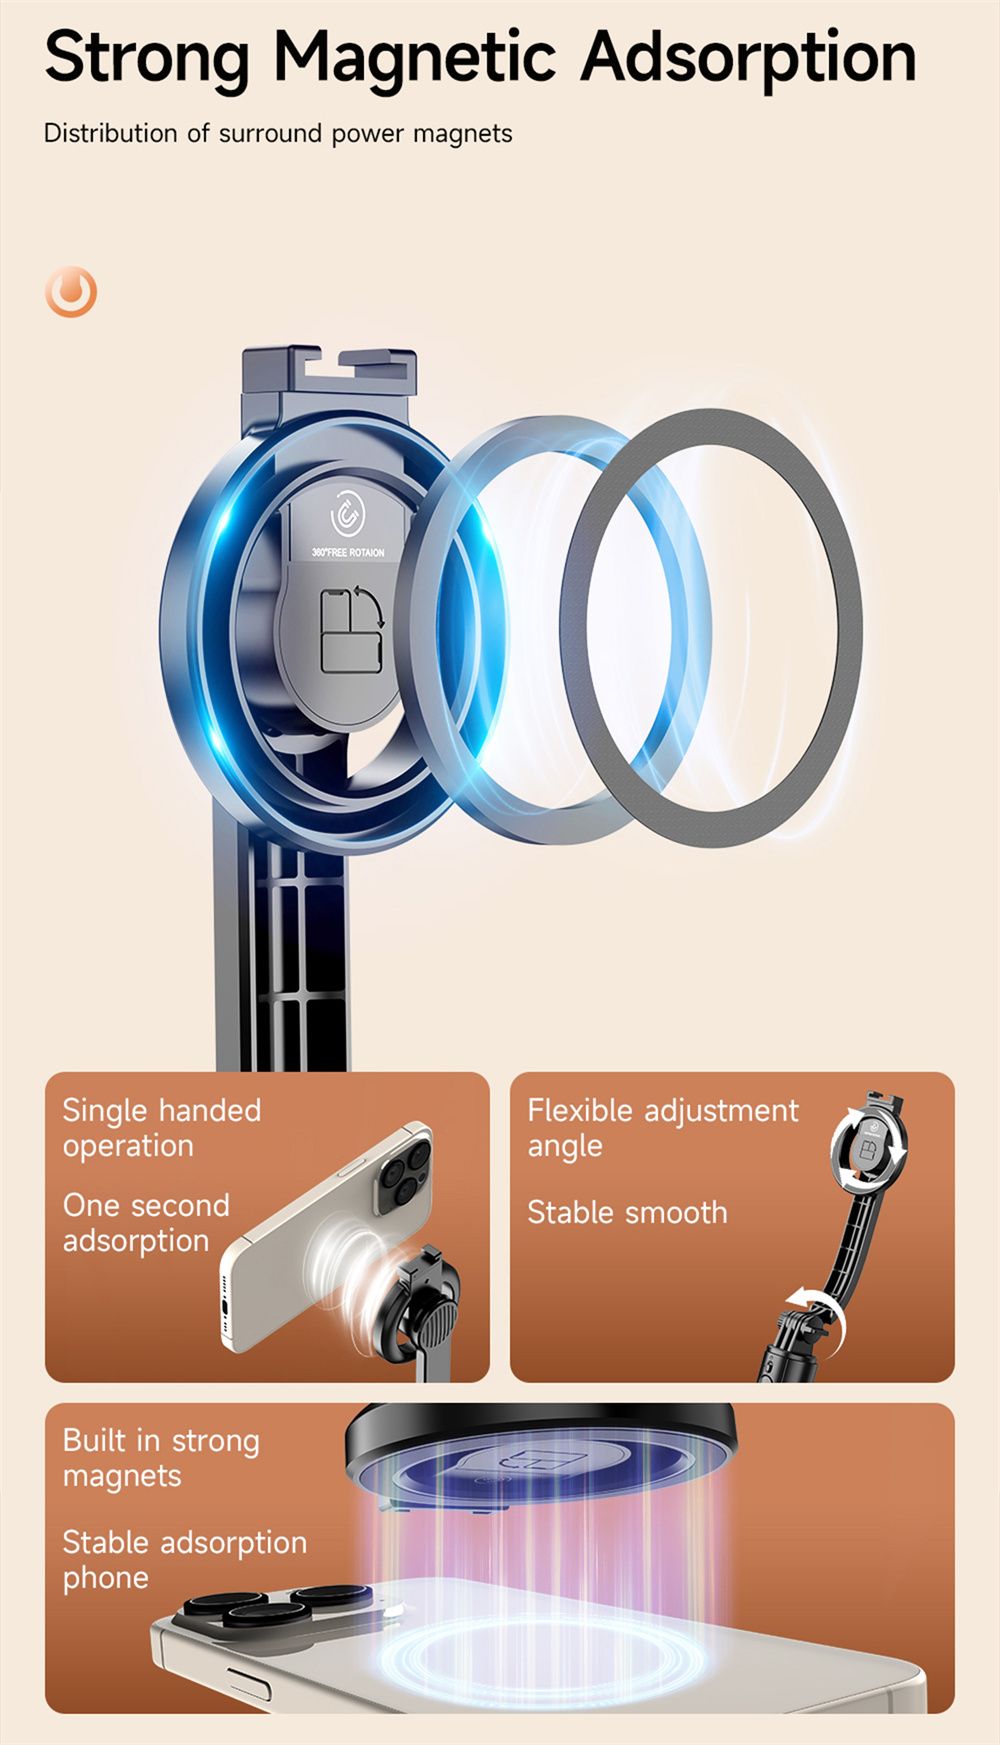 Strong Magnetic Adsorption
Distribution of surround power magnets
360°FREE ROTAION
Single handed
operation
One second
adsorption
Flexible adjustment
angle
Stable smooth
Built in strong
magnets
Stable adsorption
phone